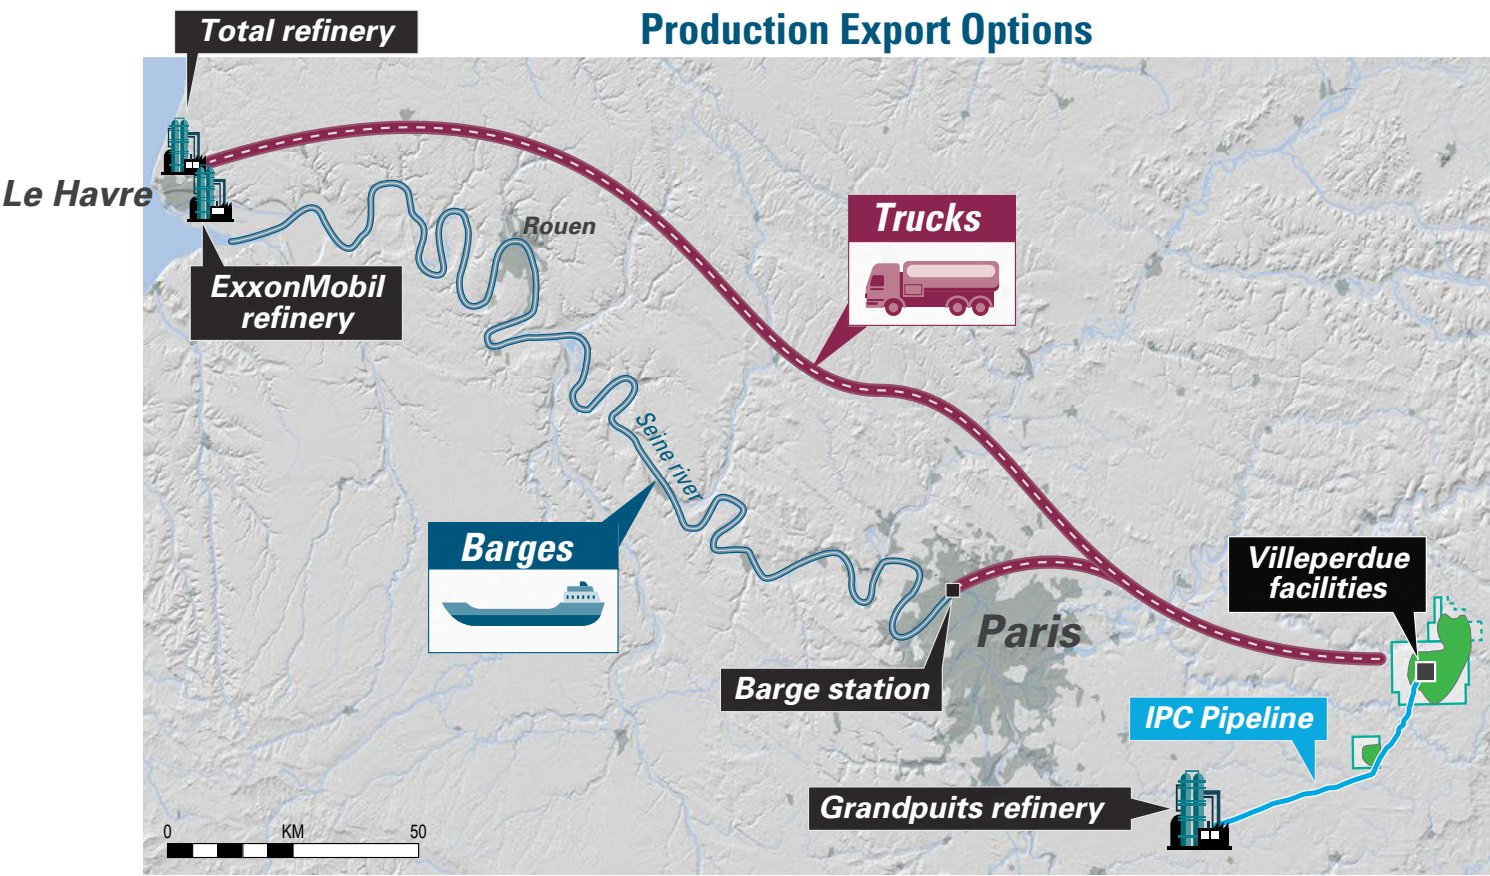 Production Export Options
Total refinery
Le Havre
Rouen
ExxonMobil
refinery
Trucks
Seine river
Barges
Villeperdue
facilities
Paris
Barge station
IPC Pipeline
Grandpuits refinery
0 KM 50